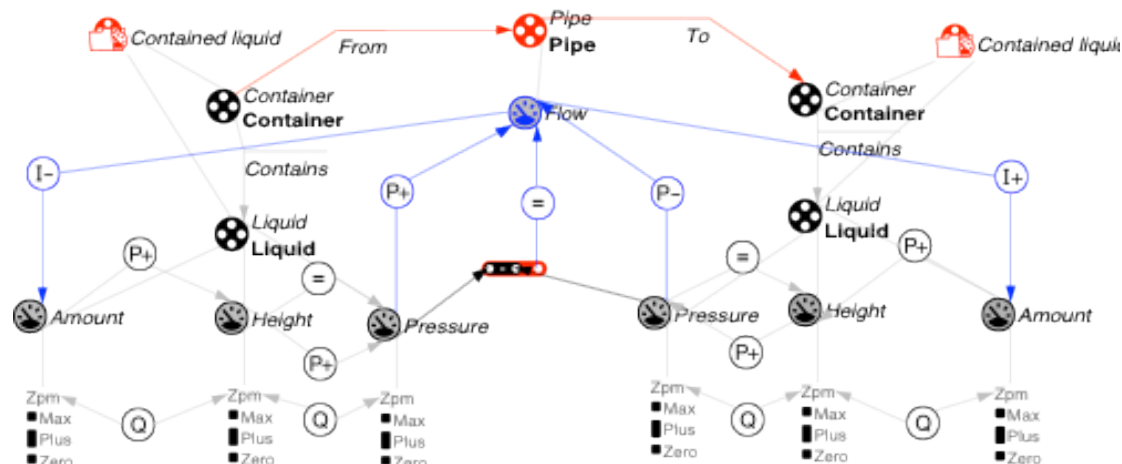 Pipe
Pipe
Contained liquid
From
To
Contained liqui
Container
Container
Container
Container
Flow
Contains
Contains
I-
P+
=
P-
I+
Liquid
Liquid
Liquid
Liquid
P+
=
=
P+
Amount
Height
Pressure
Pressure
Height
Amount
P+
P+
Zpm
Zpm
Zpm
Zpm
Zpm
Zpm
Q
Q
Q
Q
Max
Max
Max
Max
Max
Max
Plus
Plus
Plus
Plus
Plus
Plus
Zero
Zero
Zero
Zero
Zero
Zero